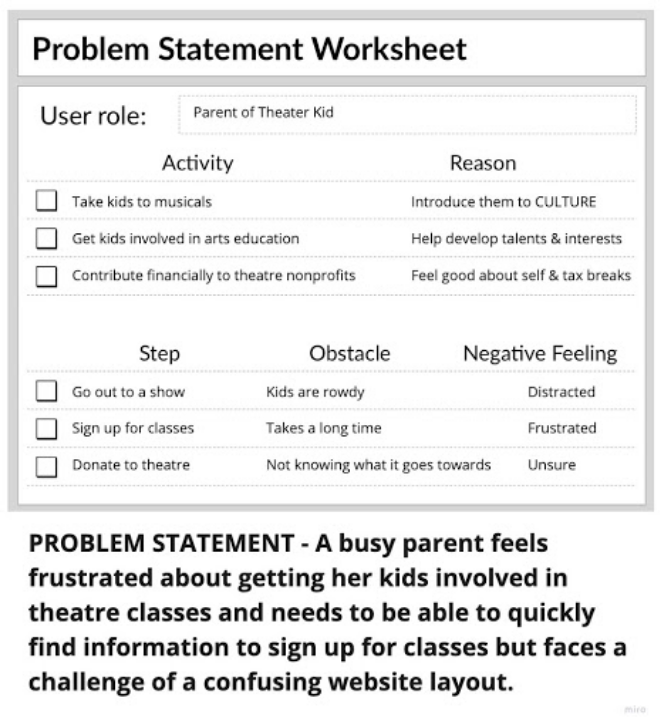 Problem Statement Worksheet
User role: Parent of Theater Kid
Activity Reason
Take kids to musicals Introduce them to CULTURE
Get kids involved in arts education Help develop talents & interests
Contribute financially to theatre nonprofits Feel good about self & tax breaks
Step Obstacle Negative Feeling
Go out to a show Kids are rowdy Distracted
Sign up for classes Takes a long time Frustrated
Donate to theatre Not knowing what it goes towards Unsure
PROBLEM STATEMENT - A busy parent feels
frustrated about getting her kids involved in
theatre classes and needs to be able to quickly
find information to sign up for classes but faces a
challenge of a confusing website layout.
miro